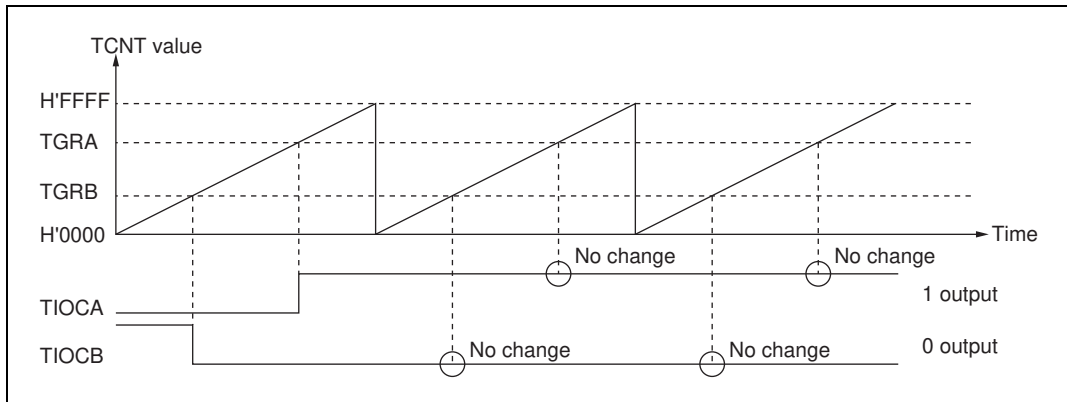 TCNT value
H'FFFF
TGRA
TGRB
H'0000
Time
No change
No change
TIOCA
1 output
No change
No change
TIOCB
0 output